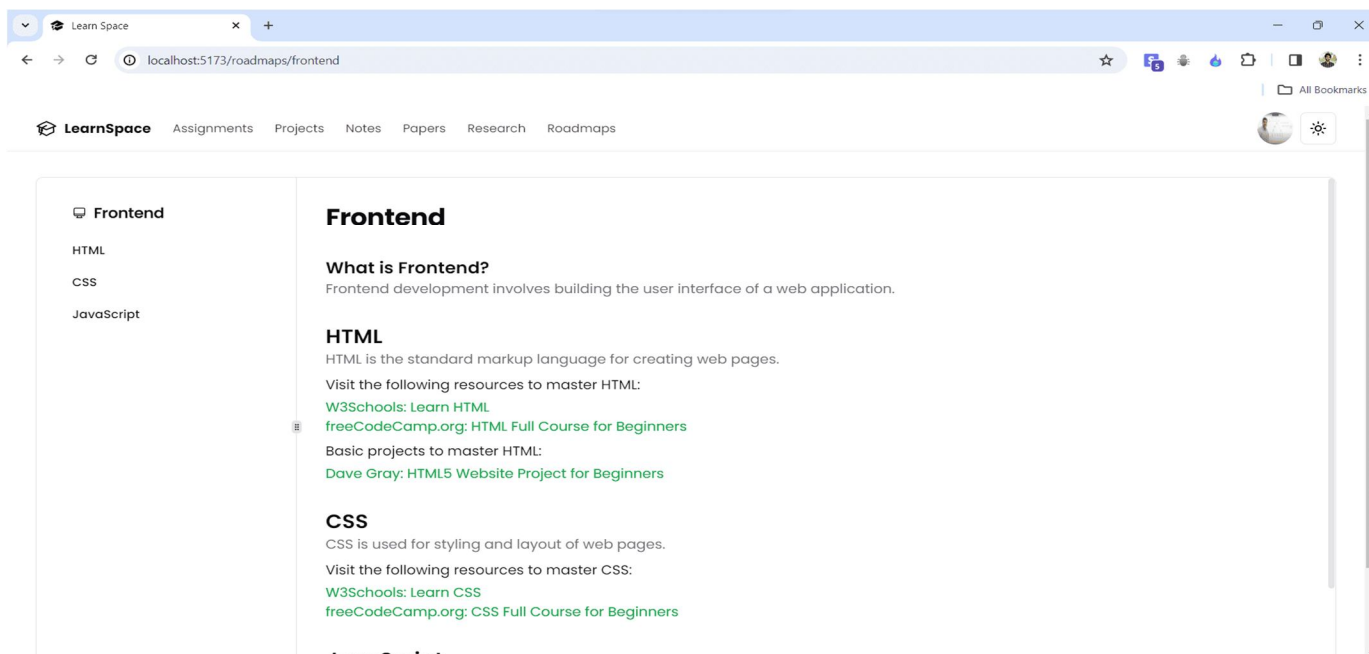 Learn Space
localhost:5173/roadmaps/frontend
5
All Bookmarks
LearnSpace Assignments Projects Notes Papers Research Roadmaps
Frontend
HTML
CSS
JavaScript
Frontend
What is Frontend?
Frontend development involves building the user interface of a web application.
HTML
HTML is the standard markup language for creating web pages.
Visit the following resources to master HTML:
W3Schools: Learn HTML
freeCodeCamp.org: HTML Full Course for Beginners
Basic projects to master HTML:
Dave Gray: HTML5 Website Project for Beginners
CSS
CSS is used for styling and layout of web pages.
Visit the following resources to master CSS:
W3Schools: Learn CSS
freeCodeCamp.org: CSS Full Course for Beginners